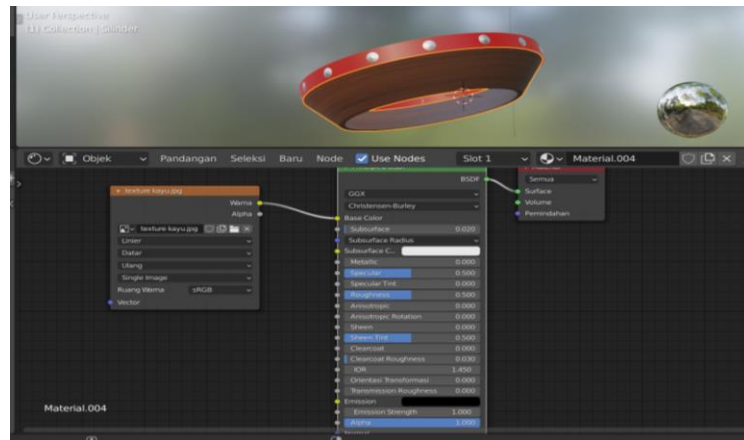 User Perspective
(1) Collection | Silinder
Objek
Pandangan
Seleksi
Baru
Node
Use Nodes
Slot 1
Material.004
texture kayu.jpg
Warna
Alpha
texture kayu.jpg
Linier
Datar
Ulang
Single Image
Ruang Warna
sRGB
Vector
BSDF
GGX
Christensen-Burley
Base Color
Subsurface 0.020
Subsurface Radius
Subsurface C...
Metallic 0.000
Specular 0.500
Specular Tint 0.000
Roughness 0.500
Anisotropic 0.000
Anisotropic Rotation 0.000
Sheen 0.000
Sheen Tint 0.500
Clearcoat 0.000
Clearcoat Roughness 0.030
IOR 1.450
Orientasi Transformasi 0.000
Transmission Roughness 0.000
Emission
Emission Strength 1.000
Alpha 1.000
Semua
Surface
Volume
Pemindahan
Material.004